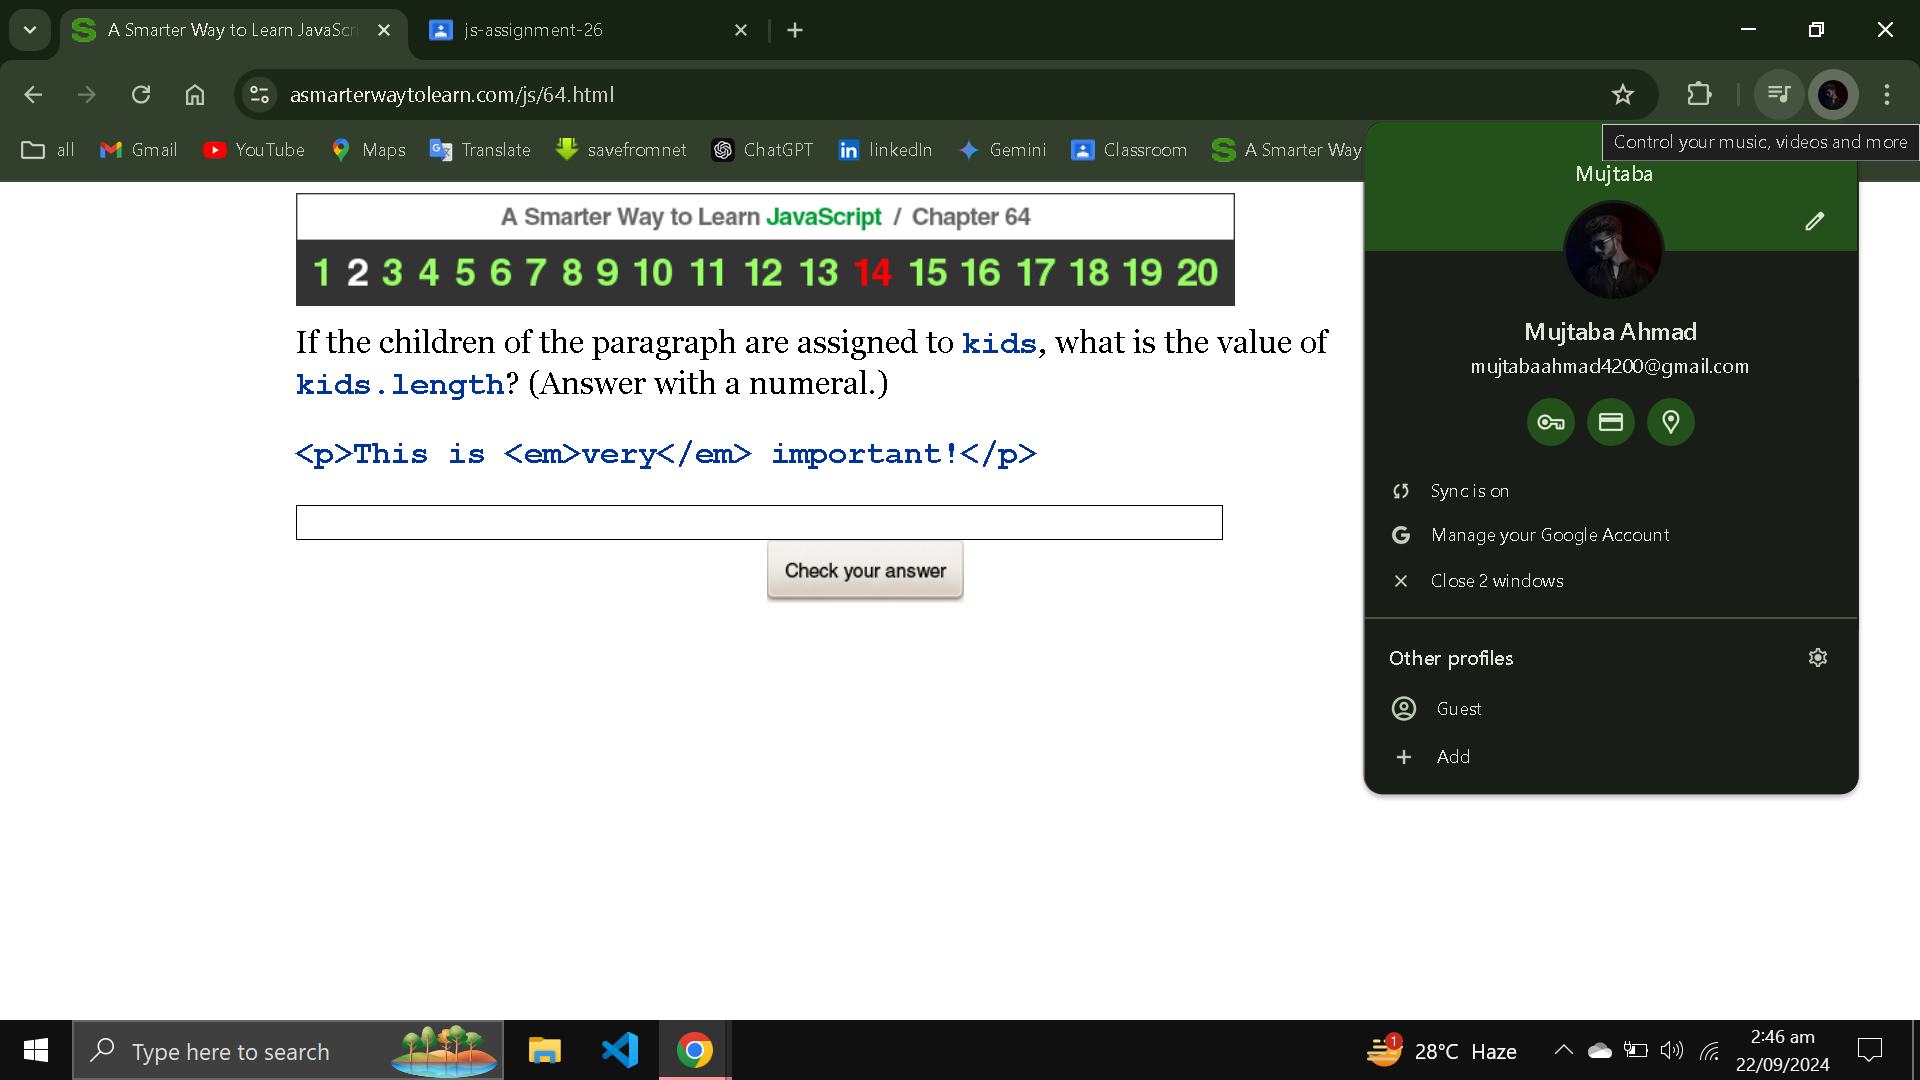 A Smarter Way to Learn JavaScri
js-assignment-26
asmarterwaytolearn.com/js/64.html
all
Gmail
YouTube
Maps
Translate
savefromnet
ChatGPT
linkedIn
Gemini
Classroom
A Smarter Way
Control your music, videos and more
Mujtaba
A Smarter Way to Learn JavaScript / Chapter 64
1 2 3 4 5 6 7 8 9 10 11 12 13 14 15 16 17 18 19 20
If the children of the paragraph are assigned to kids, what is the value of
kids.length? (Answer with a numeral.)
<p>This is <em>very</em> important!</p>
Check your answer
Mujtaba Ahmad
mujtabaahmad4200@gmail.com
Sync is on
Manage your Google Account
Close 2 windows
Other profiles
Guest
Add
Type here to search
1
28°C Haze
2:46 am
22/09/2024